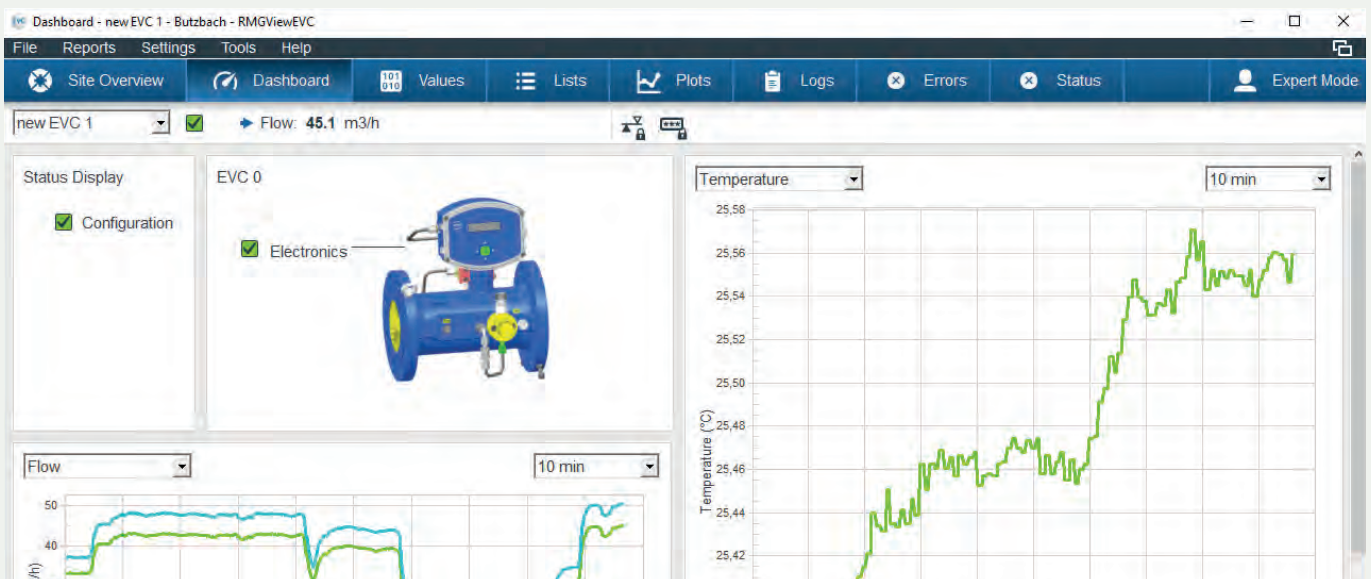 Dashboard - new EVC 1 - Butzbach - RMGViewEVC
File Reports Settings Tools Help
Site Overview Dashboard 101 010 Values Lists Plots Logs Errors Status Expert Mode
new EVC 1 Flow: 45.1 m3/h
Status Display
Configuration
EVC 0
Electronics
Temperature 10 min
25,58
25,56
25,54
25,52
25,50
25,48
25,46
25,44
25,42
Temperature (°C)
Flow 10 min
50
40
/h)